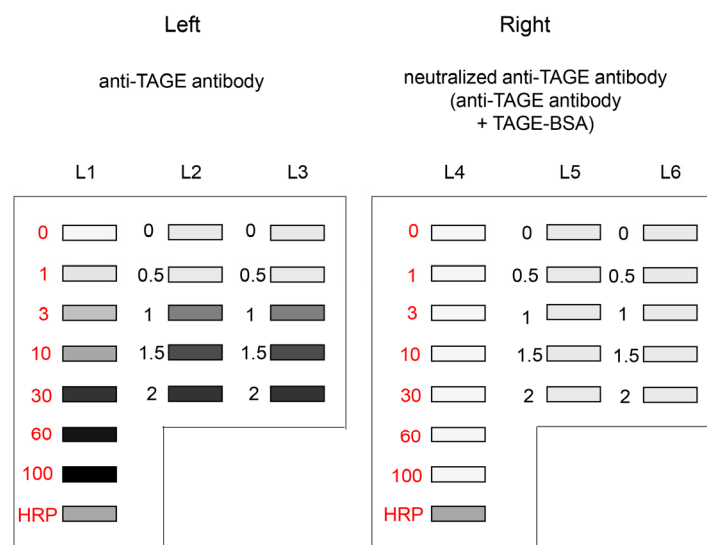 Left Right
anti-TAGE antibody neutralized anti-TAGE antibody
(anti-TAGE antibody
+ TAGE-BSA)
L1 L2 L3 L4 L5 L6
0 0 0 0 0 0
1 0.5 0.5 1 0.5 0.5
3 1 1 3 1 1
10 1.5 1.5 10 1.5 1.5
30 2 2 30 2 2
60 60
100 100
HRP HRP